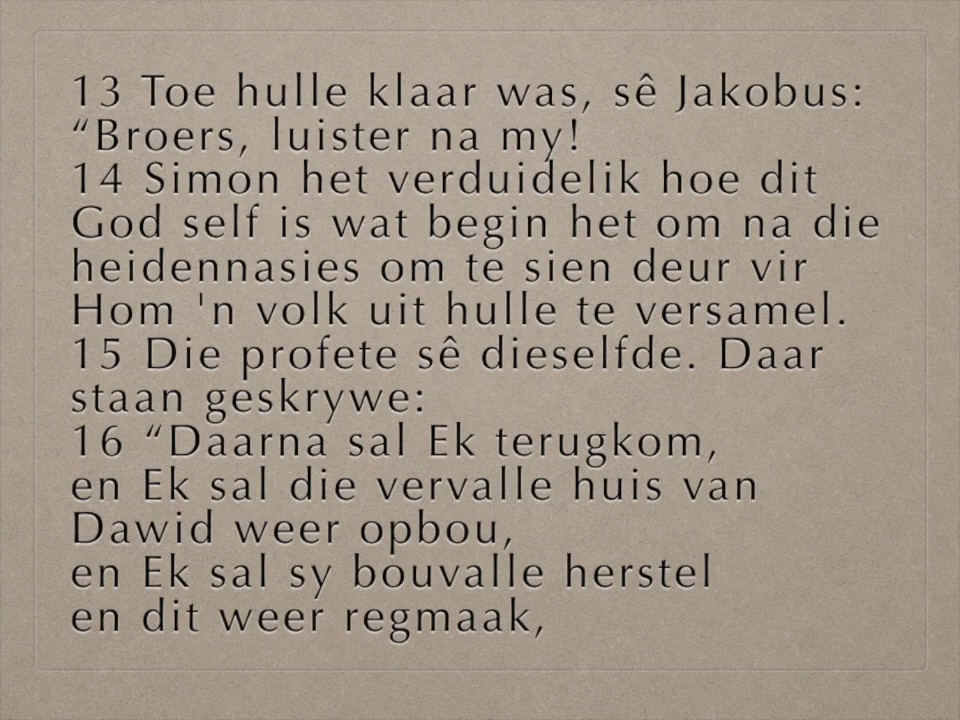 13 Toe hulle klaar was, sê Jakobus:
“Broers, luister na my!
14 Simon het verduidelik hoe dit
God self is wat begin het om na die
heidennasies om te sien deur vir
Hom 'n volk uit hulle te versamel.
15 Die profete sê dieselfde. Daar
staan geskrywe:
16 “Daarna sal Ek terugkom,
en Ek sal die vervalle huis van
Dawid weer opbou,
en Ek sal sy bouvalle herstel
en dit weer regmaak,